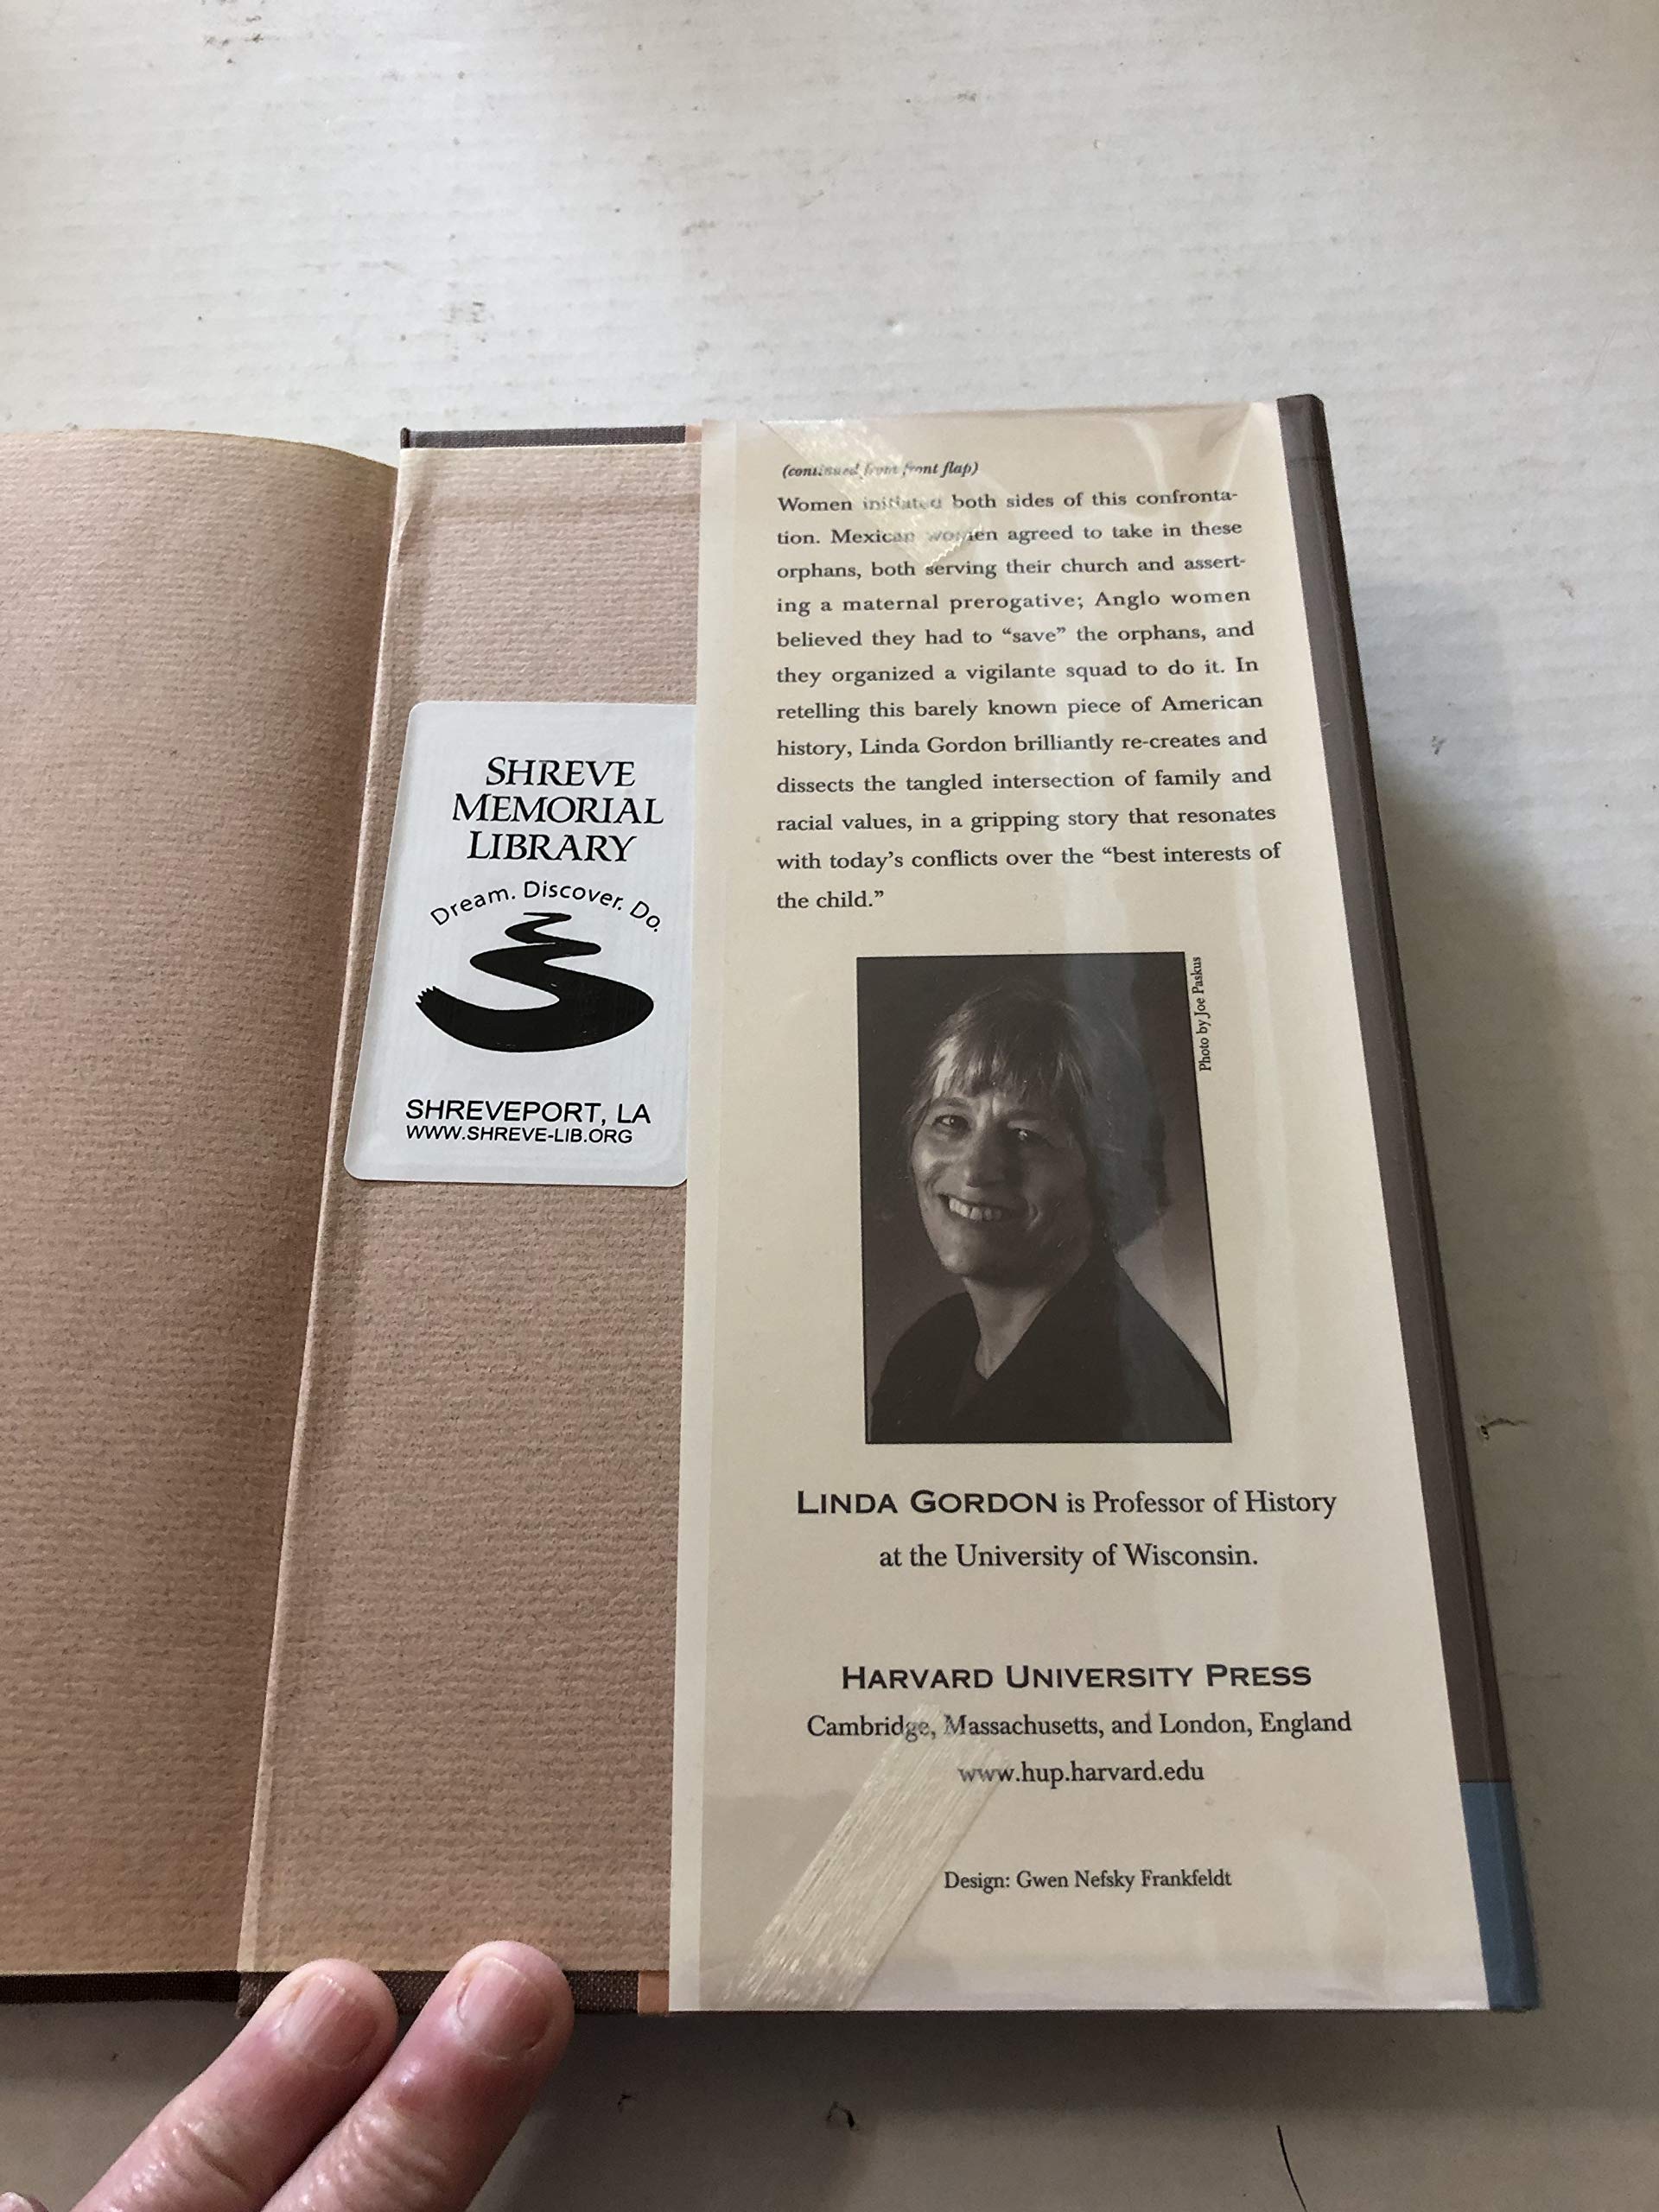 SHREVE
MEMORIAL
LIBRARY
Dream. Discover. Do.
SHREVEPORT, LA
WWW.SHREVE-LIB.ORG
(continued from front flap)
Women initiated both sides of this confronta-
tion. Mexican women agreed to take in these
orphans, both serving their church and assert-
ing a maternal prerogative; Anglo women
believed they had to “save” the orphans, and
they organized a vigilante squad to do it. In
retelling this barely known piece of American
history, Linda Gordon brilliantly re-creates and
dissects the tangled intersection of family and
racial values, in a gripping story that resonates
with today’s conflicts over the “best interests of
the child.”
Photo by Joe Paskus
LINDA GORDON is Professor of History
at the University of Wisconsin.
HARVARD UNIVERSITY PRESS
Cambridge, Massachusetts, and London, England
www.hup.harvard.edu
Design: Gwen Nefsky Frankfeldt